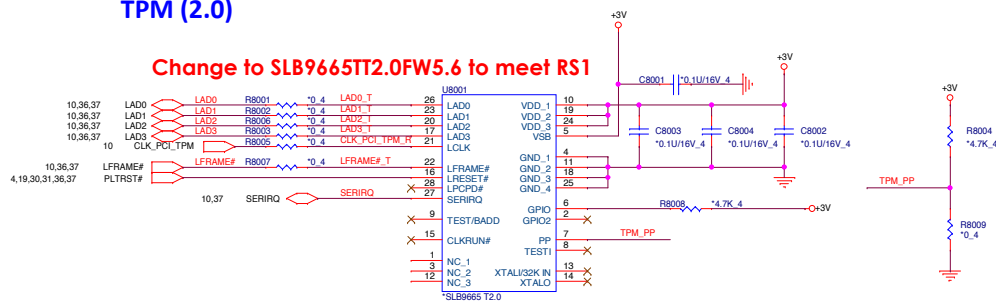 TPM (2.0)
Change to SLB9665TT2.0FW5.6 to meet RS1
+3V
+3V
+3V
C8001 *0.1U/16V_4
U8001
10,36,37 LAD0 LAD0 R8001 *0_4 LAD0_T 26 LAD0 VDD_1 10
10,36,37 LAD1 LAD1 R8002 *0_4 LAD1_T 23 LAD1 VDD_2 19
10,36,37 LAD2 LAD2 R8006 *0_4 LAD2_T 20 LAD2 VDD_3 24
10,36,37 LAD3 LAD3 R8003 *0_4 LAD3_T 17 LAD3 VSB 5
10 CLK_PCI_TPM R8005 *0_4 CLK_PCI_TPM_R 21 LCLK
C8003 C8004 C8002
*0.1U/16V_4 *0.1U/16V_4 *0.1U/16V_4
R8004
*4.7K_4
GND_1 4
10,36,37 LFRAME# LFRAME# R8007 *0_4 LFRAME#_T 22 LFRAME# GND_2 11
4,19,30,31,36,37 PLTRST# 16 LRESET# GND_3 18
28 LPCPD# GND_4 25
10,37 SERIRQ SERIRQ 27 SERIRQ
TPM_PP
GPIO 6 R8008 *4.7K_4 +3V
9 TEST/BADD GPIO2 2
15 CLKRUN# PP 7 TPM_PP
TESTI 8
R8009
*0_4
1 NC_1
3 NC_2 XTALI/32K IN 13
12 NC_3 XTALO 14
*SLB9665 T2.0